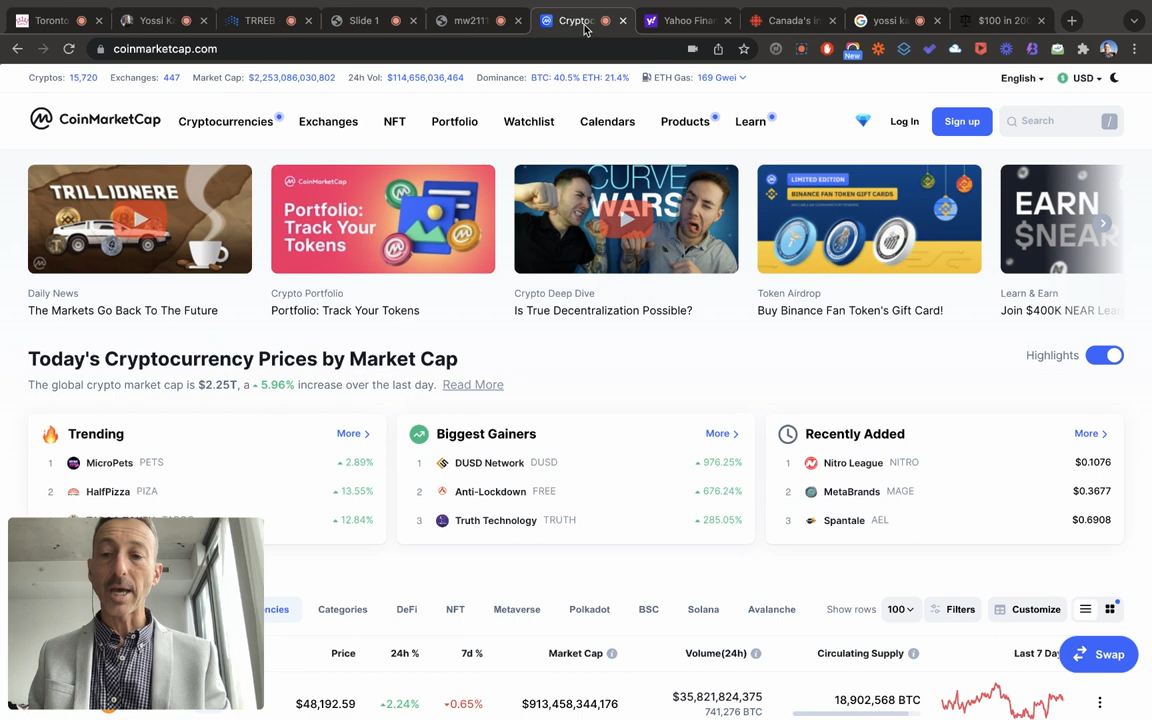 Toronto
Yossi Ka
TRREB -
Slide 1
mw2111
Crypto
Yahoo Finan
Canada's in
yossi ka
$100 in 200
coinmarketcap.com
New
Cryptos: 15,720 Exchanges: 447 Market Cap: $2,253,086,030,802 24h Vol: $114,656,036,464 Dominance: BTC: 40.5% ETH: 21.4% ETH Gas: 169 Gwei
English USD
CoinMarketCap
Cryptocurrencies Exchanges NFT Portfolio Watchlist Calendars Products Learn
Log In Sign up Search /
TRILLIONERE
CoinMarketCap
Portfolio:
Track Your
Tokens
CURVE
WARS
LIMITED EDITION
BINANCE FAN TOKEN GIFT CARDS
EARN
$NEAR
Daily News
The Markets Go Back To The Future
Crypto Portfolio
Portfolio: Track Your Tokens
Crypto Deep Dive
Is True Decentralization Possible?
Token Airdrop
Buy Binance Fan Token's Gift Card!
Learn & Earn
Join $400K NEAR Lea
Today's Cryptocurrency Prices by Market Cap
Highlights
The global crypto market cap is $2.25T, a 5.96% increase over the last day. Read More
Trending More
1 MicroPets PETS 2.89%
2 HalfPizza PIZA 13.55%
12.84%
Biggest Gainers More
1 DUSD Network DUSD 976.25%
2 Anti-Lockdown FREE 676.24%
3 Truth Technology TRUTH 285.05%
Recently Added More
1 Nitro League NITRO $0.1076
2 MetaBrands MAGE $0.3677
3 Spantale AEL $0.6908
encies Categories DeFi NFT Metaverse Polkadot BSC Solana Avalanche Show rows 100 Filters Customize
Price 24h % 7d % Market Cap Volume(24h) Circulating Supply Last 7 Da
Swap
$48,192.59 2.24% 0.65% $913,458,344,176 $35,821,824,375 18,902,568 BTC
741,276 BTC